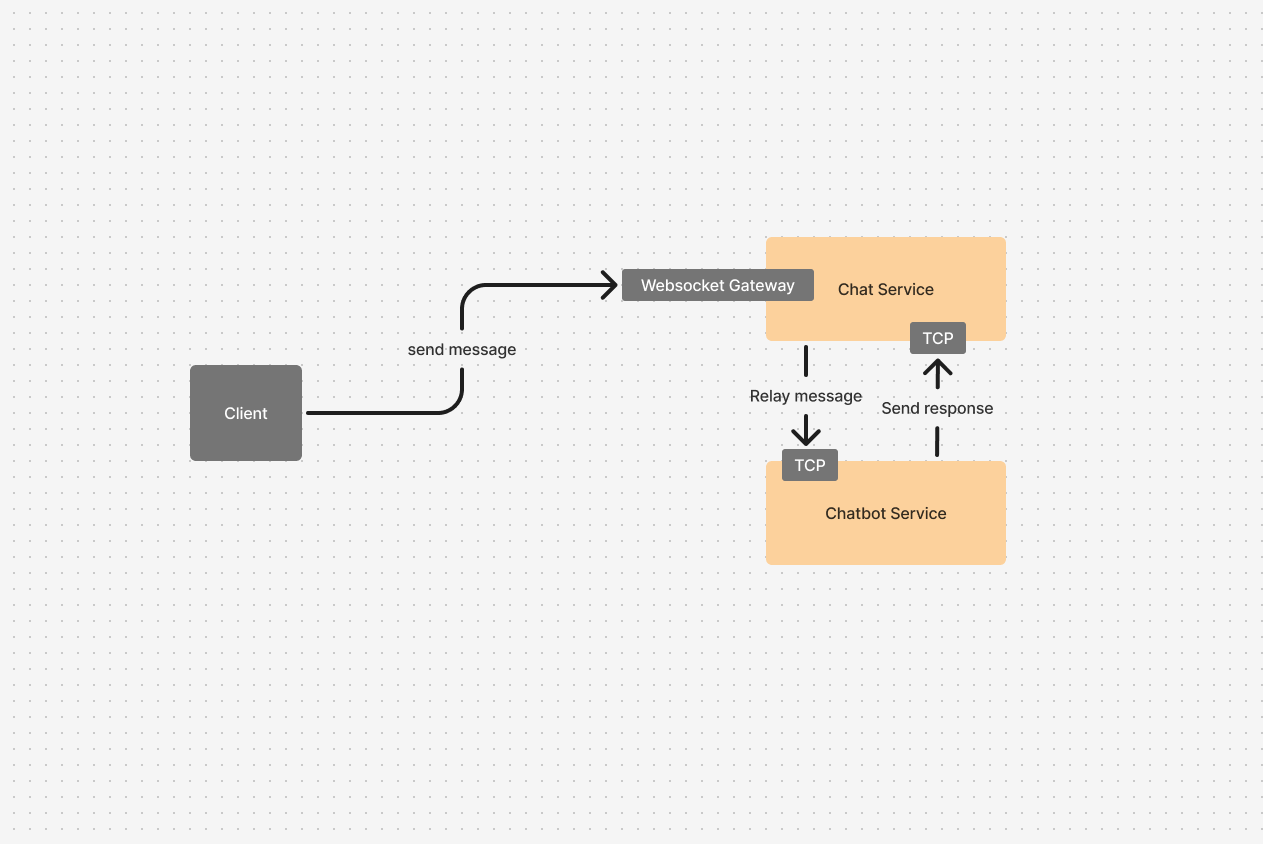 Websocket Gateway
Chat Service
TCP
send message
Relay message
Send response
Client
TCP
Chatbot Service